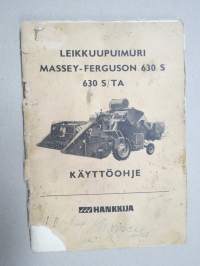 LEIKKUUPUIMURI
MASSEY-FERGUSON 630 S
630 S/TA
KÄYTTÖOHJE
HANKKIJA